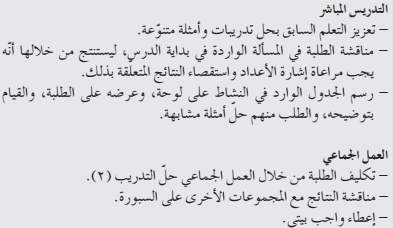 التدريس المباشر
– تعزيز التعلم السابق بحل تدريبات وأمثلة متنوّعة.
– مناقشة الطلبة في المسألة الواردة في بداية الدرس، ليستنتج من خلالها أنّه
يجب مراعاة إشارة الأعداد واستقصاء النتائج المتعلّقة بذلك.
– رسم الجدول الوارد في النشاط على لوحة، وعرضه على الطلبة، والقيام
بتوضيحه، والطلب منهم حلّ أمثلة مشابهة.
العمل الجماعي
– تكليف الطلبة من خلال العمل الجماعي حلّ التدريب (٢).
– مناقشة النتائج مع المجموعات الأخرى على السبورة.
– إعطاء واجب بيتي.